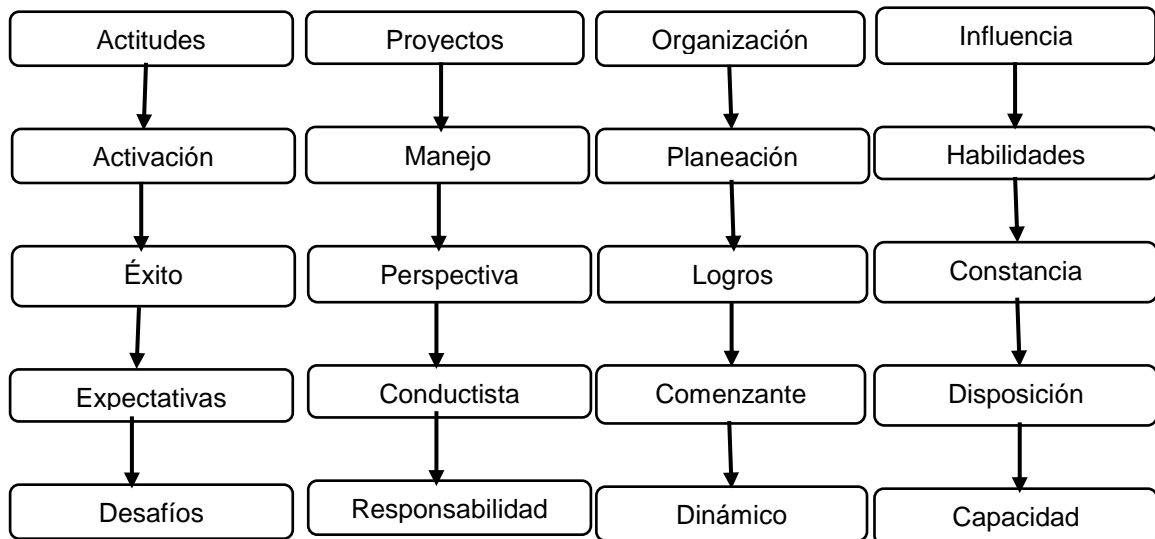 Actitudes
Proyectos
Organización
Influencia
Activación
Manejo
Planeación
Habilidades
Éxito
Perspectiva
Logros
Constancia
Expectativas
Conductista
Comenzante
Disposición
Desafíos
Responsabilidad
Dinámico
Capacidad